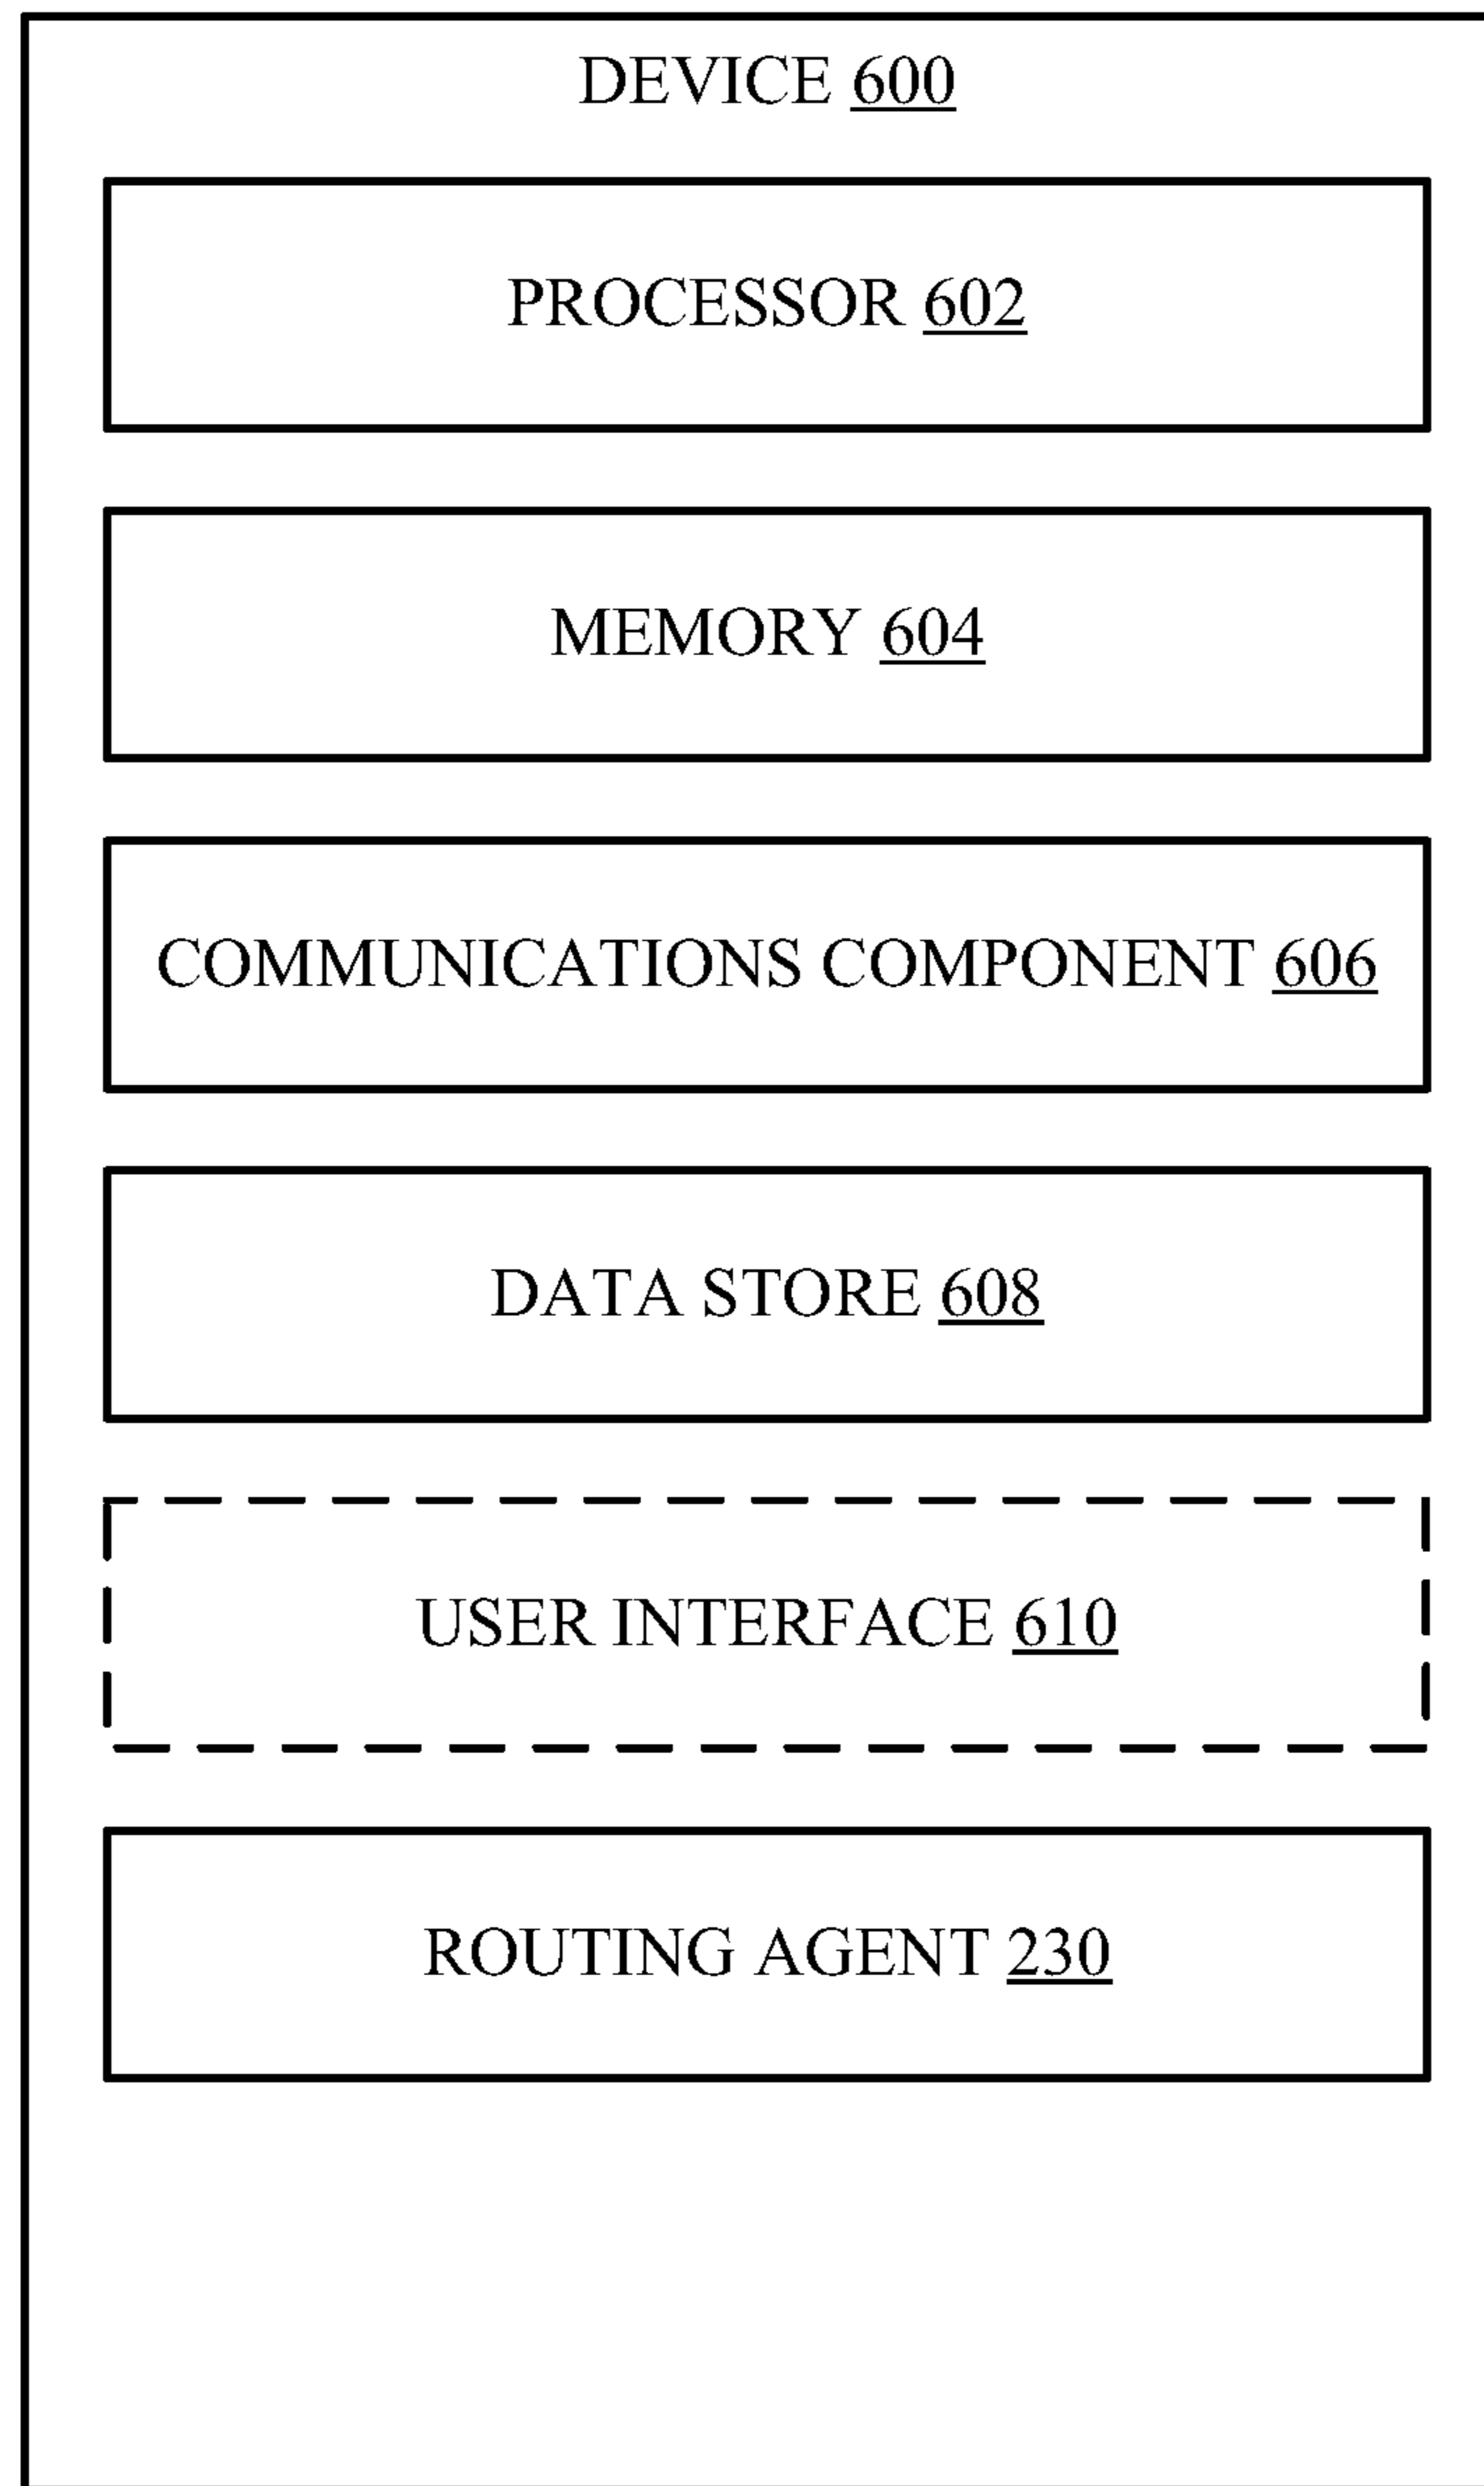 DEVICE 600
PROCESSOR 602
MEMORY 604
COMMUNICATIONS COMPONENT 606
DATA STORE 608
USER INTERFACE 610
ROUTING AGENT 230